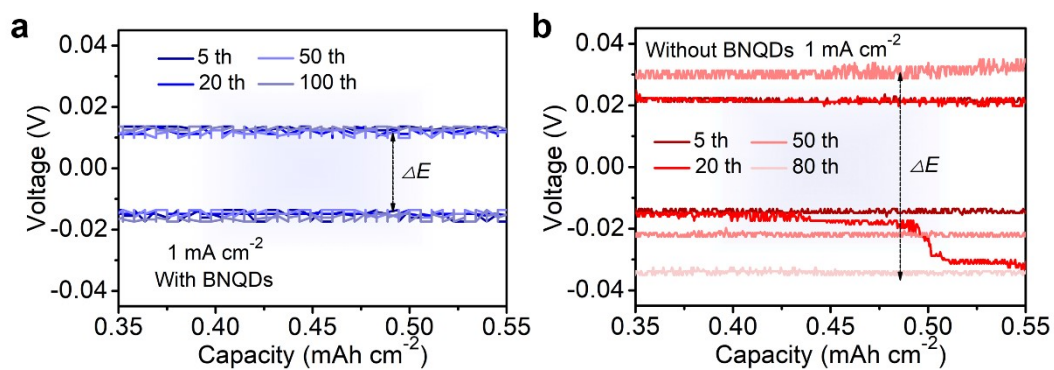 a
Voltage (V)
0.04
0.02
0.00
-0.02
-0.04
5 th 50 th
20 th 100 th
△E
1 mA cm-2
With BNQDs
0.35 0.40 0.45 0.50 0.55
Capacity (mAh cm-2)
b
Voltage (V)
0.04
0.02
0.00
-0.02
-0.04
Without BNQDs 1 mA cm-2
5 th 50 th
20 th 80 th
△E
0.35 0.40 0.45 0.50 0.55
Capacity (mAh cm-2)